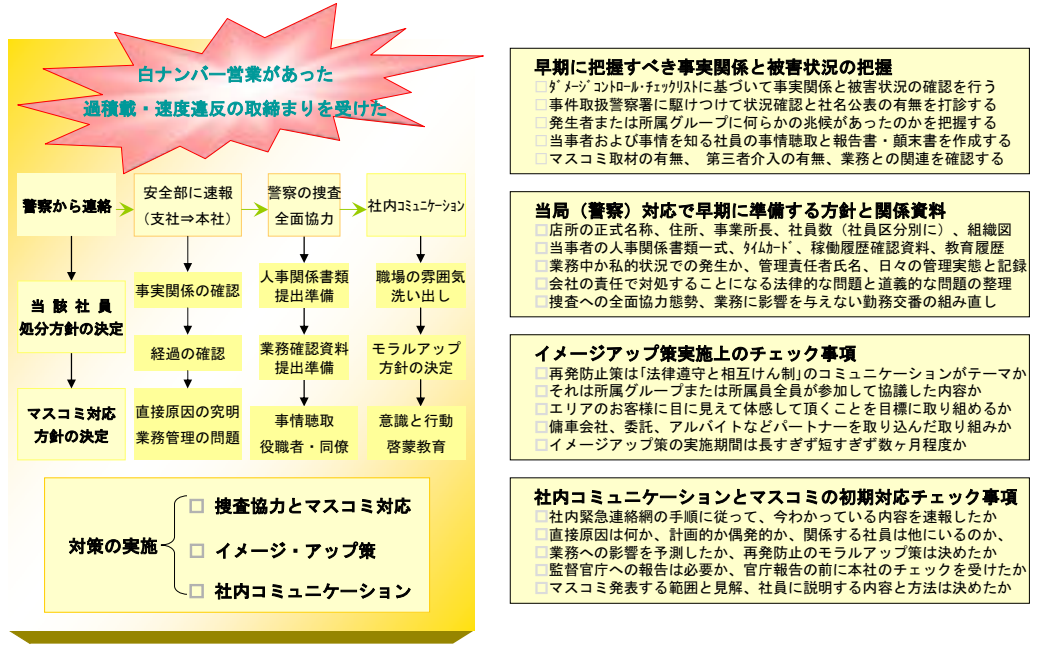 白ナンバー営業があった
過積載・速度違反の取締まりを受けた
警察から連絡
安全部に速報
（支社⇒本社）
警察の捜査
全面協力
社内ｺﾐｭﾆｹｰｼｮﾝ
当 該 社 員
処分方針の決定
マスコミ対応
方針の決定
事実関係の確認
経過の確認
直接原因の究明
業務管理の問題
人事関係書類
提出準備
業務確認資料
提出準備
事情聴取
役職者・同僚
職場の雰囲気
洗い出し
モラルアップ
方針の決定
意識と行動
啓蒙教育
対策の実施
□ 捜査協力とマスコミ対応
□ イメージ・アップ策
□ 社内コミュニケーション
早期に把握すべき事実関係と被害状況の把握
□ﾀﾞﾒｰｼﾞｺﾝﾄﾛｰﾙ･ﾁｪｯｸﾘｽﾄに基づいて事実関係と被害状況の確認を行う
□事件取扱警察署に駆けつけて状況確認と社名公表の有無を打診する
□発生者または所属グループに何らかの兆候があったのかを把握する
□当事者および事情を知る社員の事情聴取と報告書・顛末書を作成する
□マスコミ取材の有無、 第三者介入の有無、業務との関連を確認する
当局（警察）対応で早期に準備する方針と関係資料
□店所の正式名称、住所、事業所長、社員数（社員区分別に）、組織図
□当事者の人事関係書類一式、ﾀｲﾑｶｰﾄﾞ、稼働履歴確認資料、教育履歴
□業務中か私的状況での発生か、管理責任者氏名、日々の管理実態と記録
□会社の責任で対処することになる法律的な問題と道義的な問題の整理
□捜査への全面協力態勢、業務に影響を与えない勤務交番の組み直し
イメージアップ策実施上のチェック事項
□再発防止策は｢法律遵守と相互けん制｣のコミュニケーションがテーマか
□それは所属グループまたは所属員全員が参加して協議した内容か
□エリアのお客様に目に見えて体感して頂くことを目標に取り組めるか
□傭車会社、委託、アルバイトなどパートナーを取り込んだ取り組みか
□イメージアップ策の実施期間は長すぎず短すぎず数ヶ月程度か
社内コミュニケーションとマスコミの初期対応チェック事項
□社内緊急連絡網の手順に従って、今わかっている内容を速報したか
□直接原因は何か、計画的か偶発的か、関係する社員は他にいるのか、
□業務への影響を予測したか、再発防止のモラルアップ策は決めたか
□監督官庁への報告は必要か、官庁報告の前に本社のチェックを受けたか
□マスコミ発表する範囲と見解、社員に説明する内容と方法は決めたか